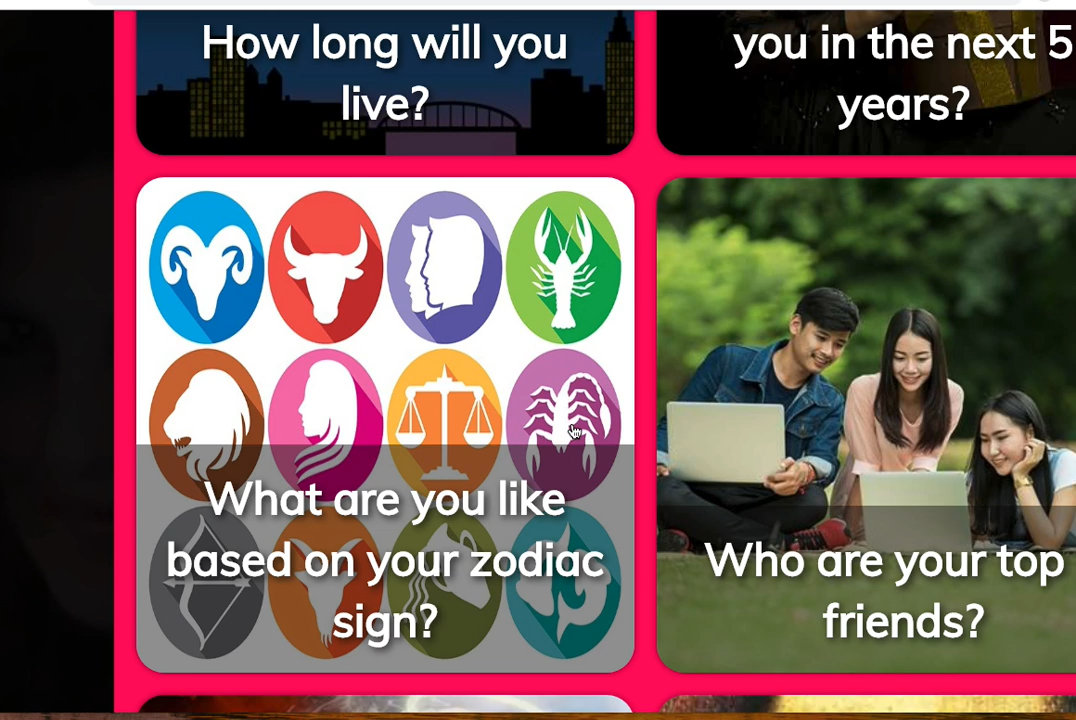 How long will you
live?
you in the next 5
years?
What are you like
based on your zodiac
sign?
Who are your top
friends?